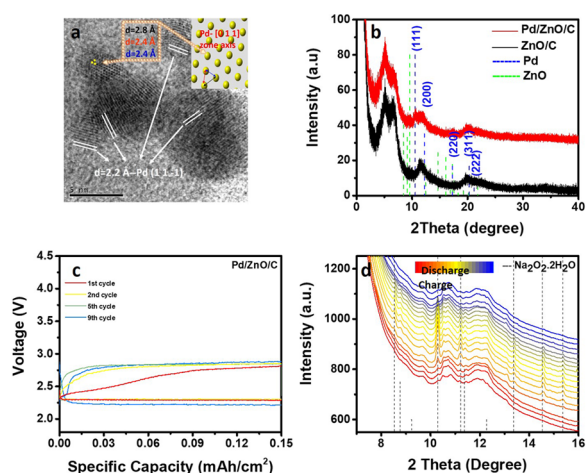 a
d=2.8 Å
d=2.4 Å
d=2.4 Å
Pd- [0 1 1]
zone axis
d=2.2 Å–Pd (1 1 -1)
5 nm
b
Pd/ZnO/C
ZnO/C
Pd
ZnO
(111)
(200)
(220)
(311)
(222)
Intensity (a.u)
80
60
40
20
0
0 10 20 30 40
2Theta (degree)
c
Pd/ZnO/C
1st cycle
2nd cycle
5th cycle
9th cycle
Voltage (V)
4.5
4.0
3.5
3.0
2.5
2.0
0.00 0.03 0.06 0.09 0.12 0.15
Specific Capacity (mAh/cm²)
d
Discharge
Charge
Na₂O₂.2H₂O
Intensity (a.u.)
1200
1050
900
750
600
8 10 12 14 16
2 Theta (Degree)